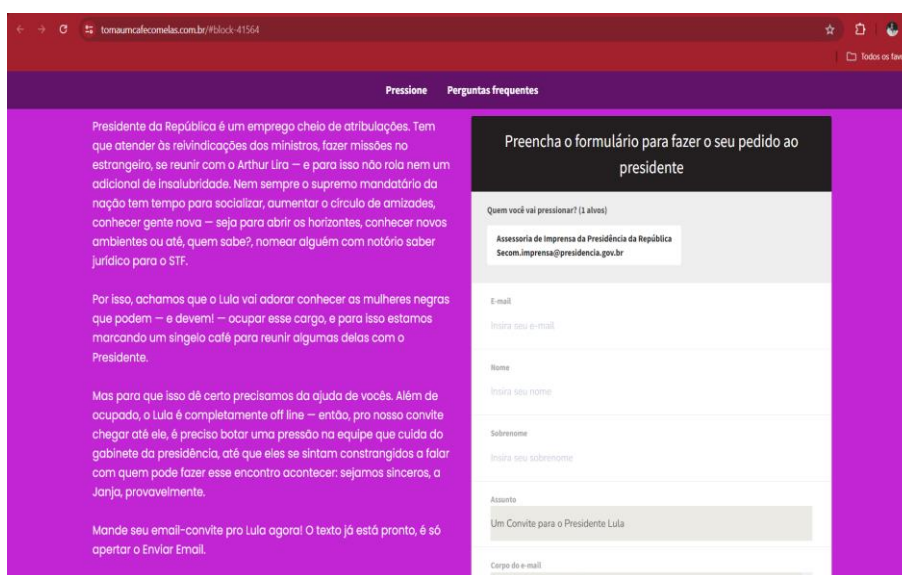 tomaumcafecomelas.com.br/#block-41564
Todos os fav
Pressione Perguntas frequentes
Presidente da República é um emprego cheio de atribulações. Tem
que atender às reivindicações dos ministros, fazer missões no
estrangeiro, se reunir com o Arthur Lira — e para isso não rola nem um
adicional de insalubridade. Nem sempre o supremo mandatário da
nação tem tempo para socializar, aumentar o círculo de amizades,
conhecer gente nova — seja para abrir os horizontes, conhecer novos
ambientes ou até, quem sabe?, nomear alguém com notório saber
jurídico para o STF.
Por isso, achamos que o Lula vai adorar conhecer as mulheres negras
que podem — e devem! — ocupar esse cargo, e para isso estamos
marcando um singelo café para reunir algumas delas com o
Presidente.
Mas para que isso dê certo precisamos da ajuda de vocês. Além de
ocupado, o Lula é completamente off line — então, pro nosso convite
chegar até ele, é preciso botar uma pressão na equipe que cuida do
gabinete da presidência, até que eles se sintam constrangidos a falar
com quem pode fazer esse encontro acontecer: sejamos sinceros, a
Janja, provavelmente.
Mande seu email-convite pro Lula agora! O texto já está pronto, é só
apertar o Enviar Email.
Preencha o formulário para fazer o seu pedido ao
presidente
Quem você vai pressionar? (1 alvos)
Assessoria de Imprensa da Presidência da República
Secom.imprensa@presidencia.gov.br
E-mail
Insira seu e-mail
Nome
Insira seu nome
Sobrenome
Insira seu sobrenome
Assunto
Um Convite para o Presidente Lula
Corpo do e-mail